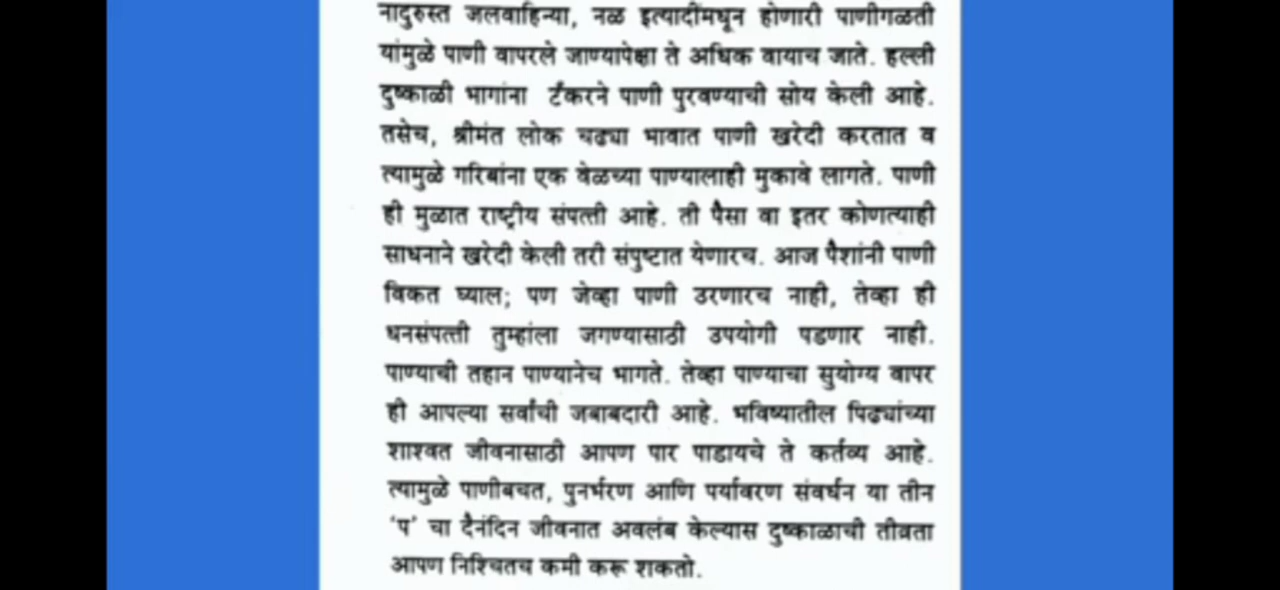 नादुरुस्त जलवाहिन्या, नळ इत्यादींमधून होणारी पाणीगळती
यांमुळे पाणी वापरले जाण्यापेक्षा ते अधिक वायाच जाते. हल्ली
दुष्काळी भागांना टँकरने पाणी पुरवण्याची सोय केली आहे.
तसेच, श्रीमंत लोक चढ्या भावात पाणी खरेदी करतात व
त्यामुळे गरिबांना एक वेळच्या पाण्यालाही मुकावे लागते. पाणी
ही मुळात राष्ट्रीय संपत्ती आहे. ती पैसा वा इतर कोणत्याही
साधनाने खरेदी केली तरी संपुष्टात येणारच. आज पैशांनी पाणी
विकत घ्याल; पण जेव्हा पाणी उरणारच नाही, तेव्हा ही
धनसंपत्ती तुम्हांला जगण्यासाठी उपयोगी पडणार नाही.
पाण्याची तहान पाण्यानेच भागते. तेव्हा पाण्याचा सुयोग्य वापर
ही आपल्या सर्वांची जबाबदारी आहे. भविष्यातील पिढ्यांच्या
शाश्वत जीवनासाठी आपण पार पाडायचे ते कर्तव्य आहे.
त्यामुळे पाणीबचत, पुनर्भरण आणि पर्यावरण संवर्धन या तीन
'प' चा दैनंदिन जीवनात अवलंब केल्यास दुष्काळाची तीव्रता
आपण निश्चितच कमी करू शकतो.